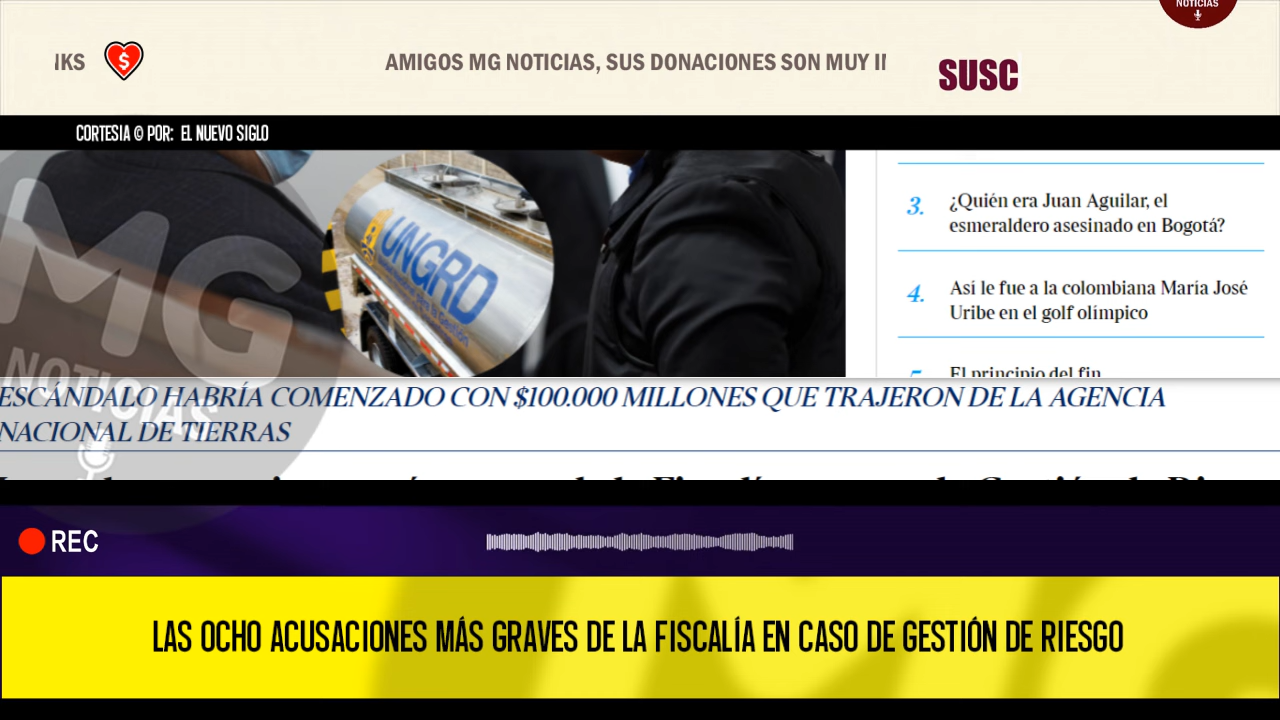 NOTICIAS
AMIGOS MG NOTICIAS, SUS DONACIONES SON MUY
SUSC
CORTESIA © POR: EL NUEVO SIGLO
UNGRD
3. ¿Quién era Juan Aguilar, el
esmeraldero asesinado en Bogotá?
4. Así le fue a la colombiana María José
Uribe en el golf olímpico
El principio del fin
MG
NOTICIAS
ESCÁNDALO HABRÍA COMENZADO CON $100.000 MILLONES QUE TRAJERON DE LA AGENCIA
NACIONAL DE TIERRAS
REC
LAS OCHO ACUSACIONES MÁS GRAVES DE LA FISCALÍA EN CASO DE GESTIÓN DE RIESGO